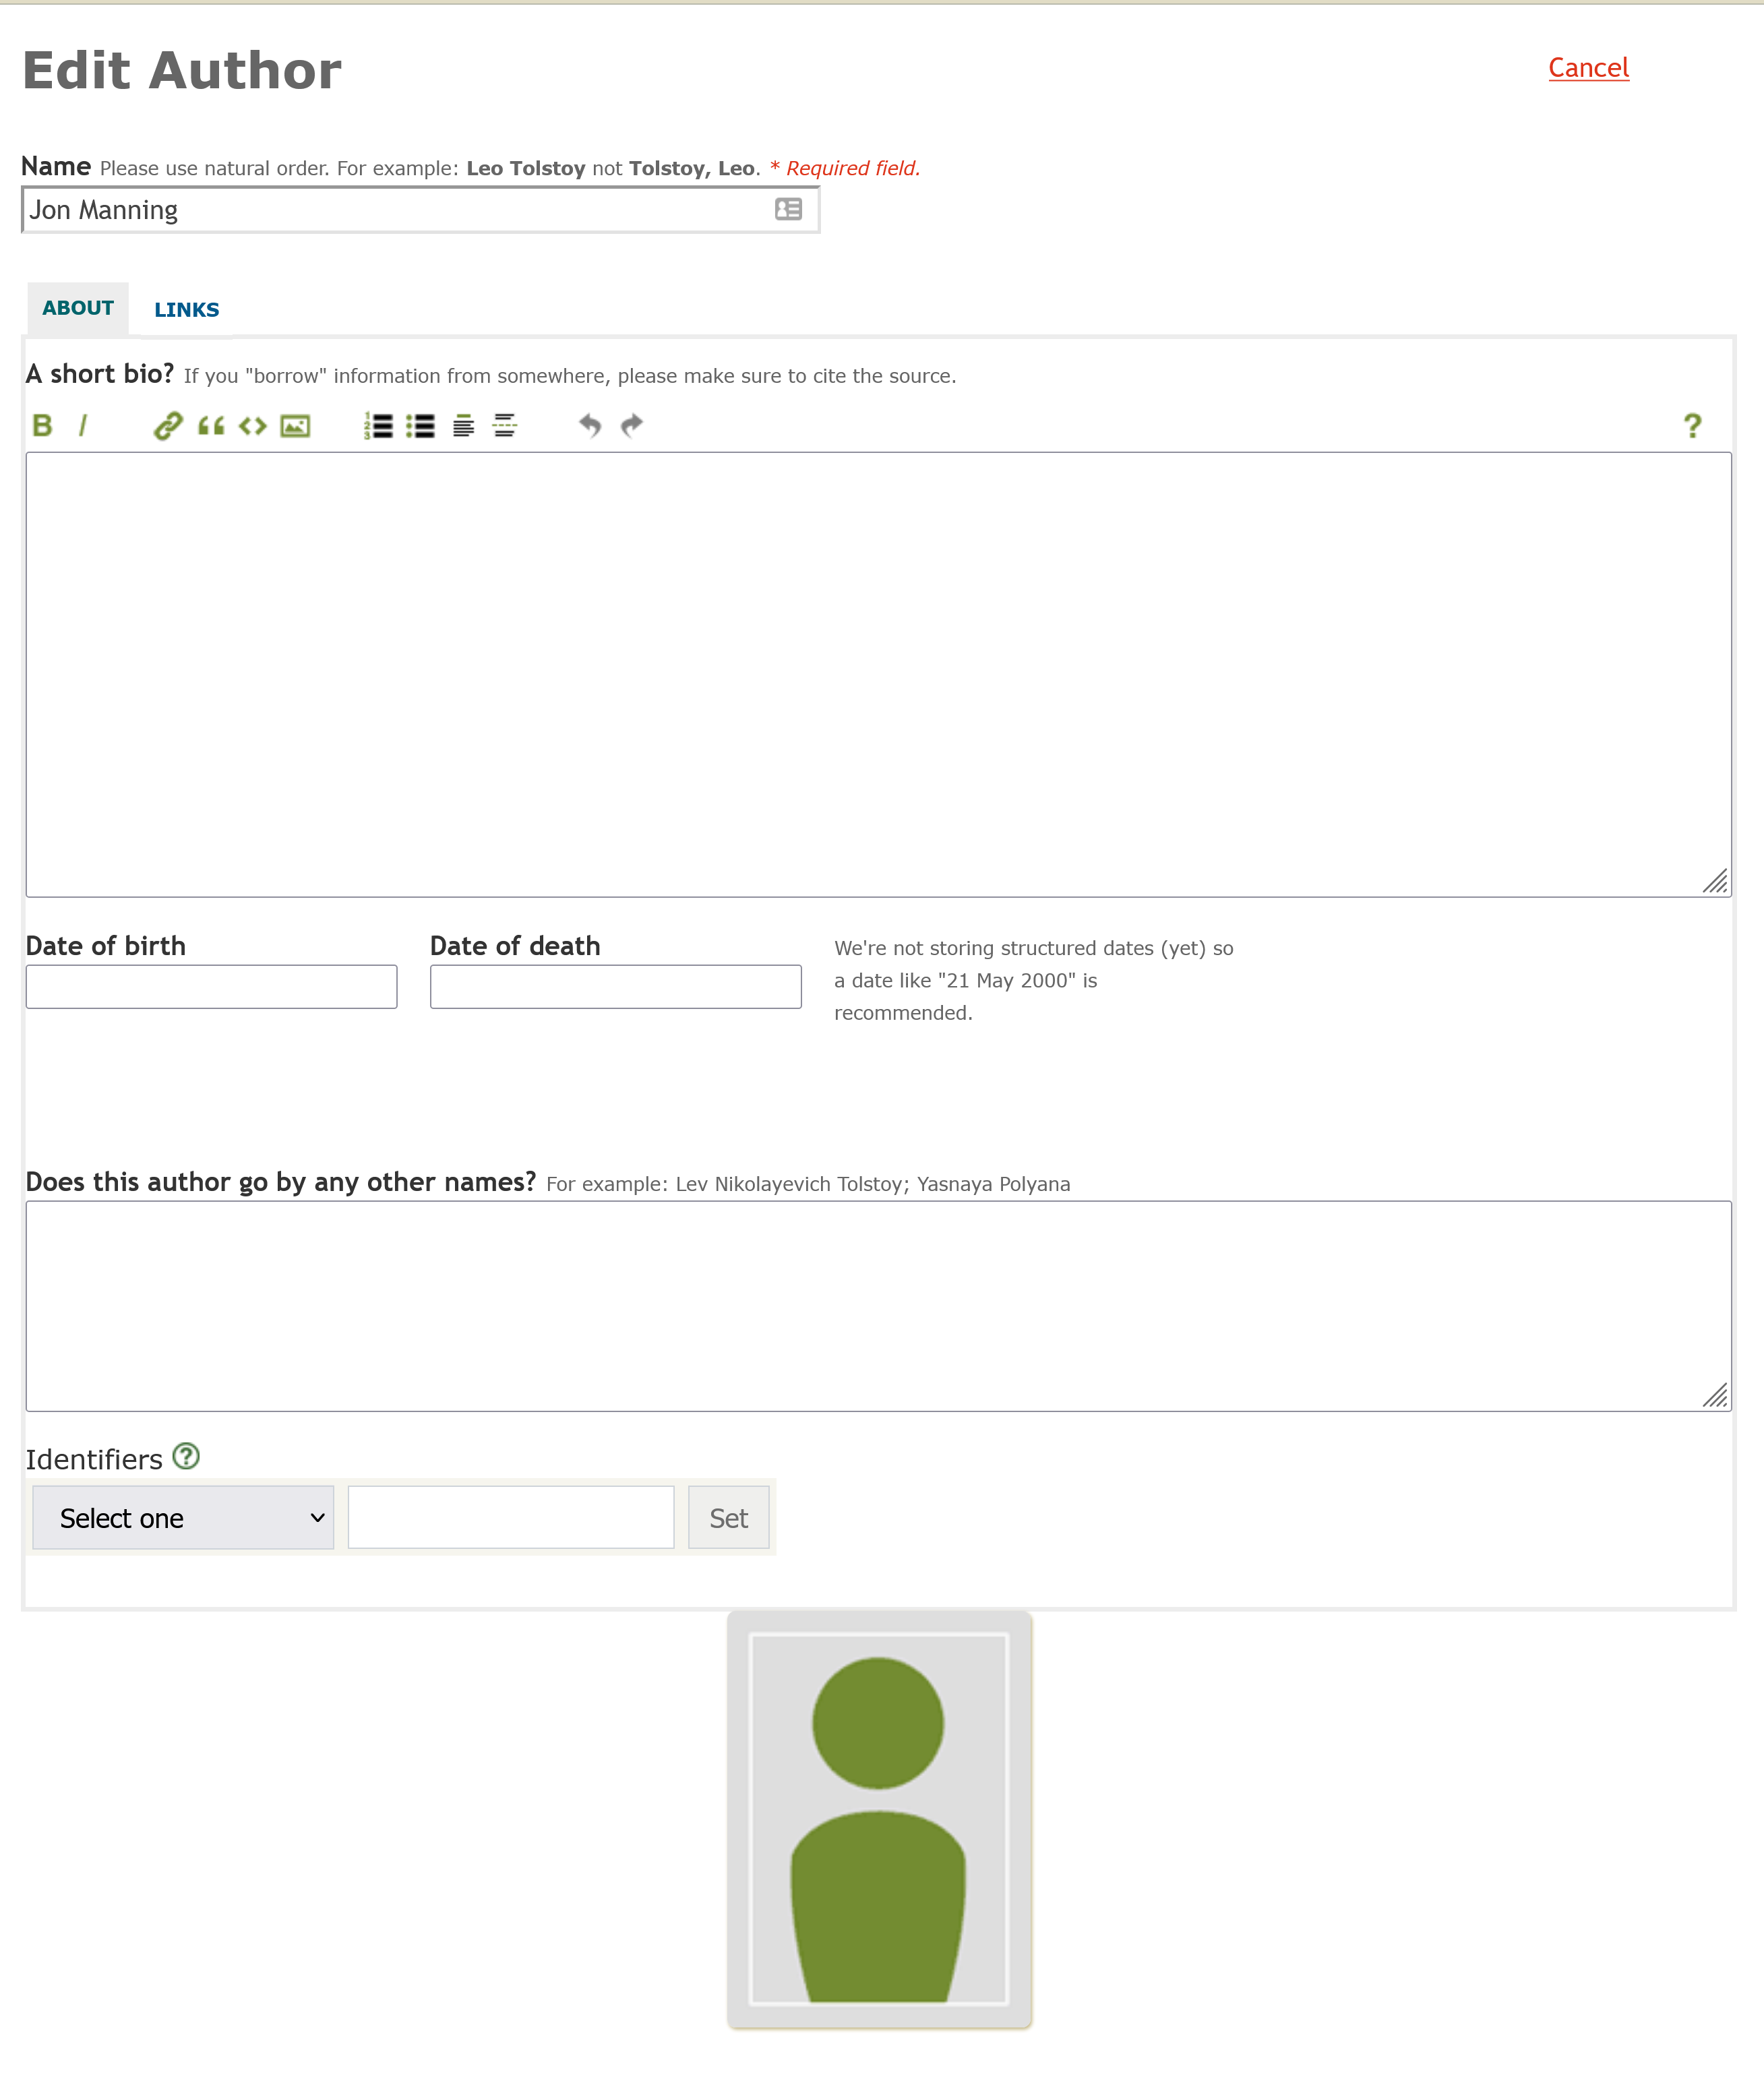 Edit Author
Cancel
Name Please use natural order. For example: Leo Tolstoy not Tolstoy, Leo. * Required field.
Jon Manning
ABOUT LINKS
A short bio? If you "borrow" information from somewhere, please make sure to cite the source.
Date of birth
Date of death
We're not storing structured dates (yet) so
a date like "21 May 2000" is
recommended.
Does this author go by any other names? For example: Lev Nikolayevich Tolstoy; Yasnaya Polyana
Identifiers
Select one
Set